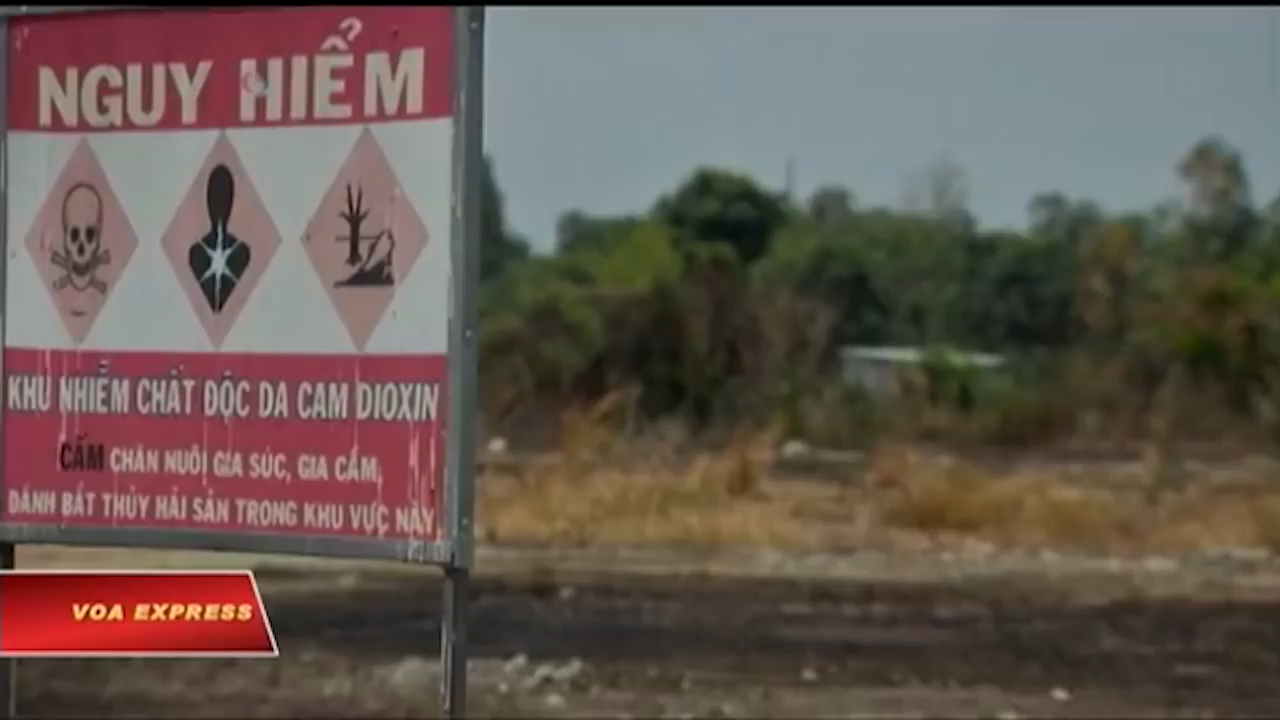 NGUY HIỂM
KHU NHIỄM CHẤT ĐỘC DA CAM DIOXIN
CẤM CHĂN NUÔI GIA SÚC, GIA CẦM,
ĐÁNH BẮT THỦY HẢI SẢN TRONG KHU VỰC NÀY
VOA EXPRESS